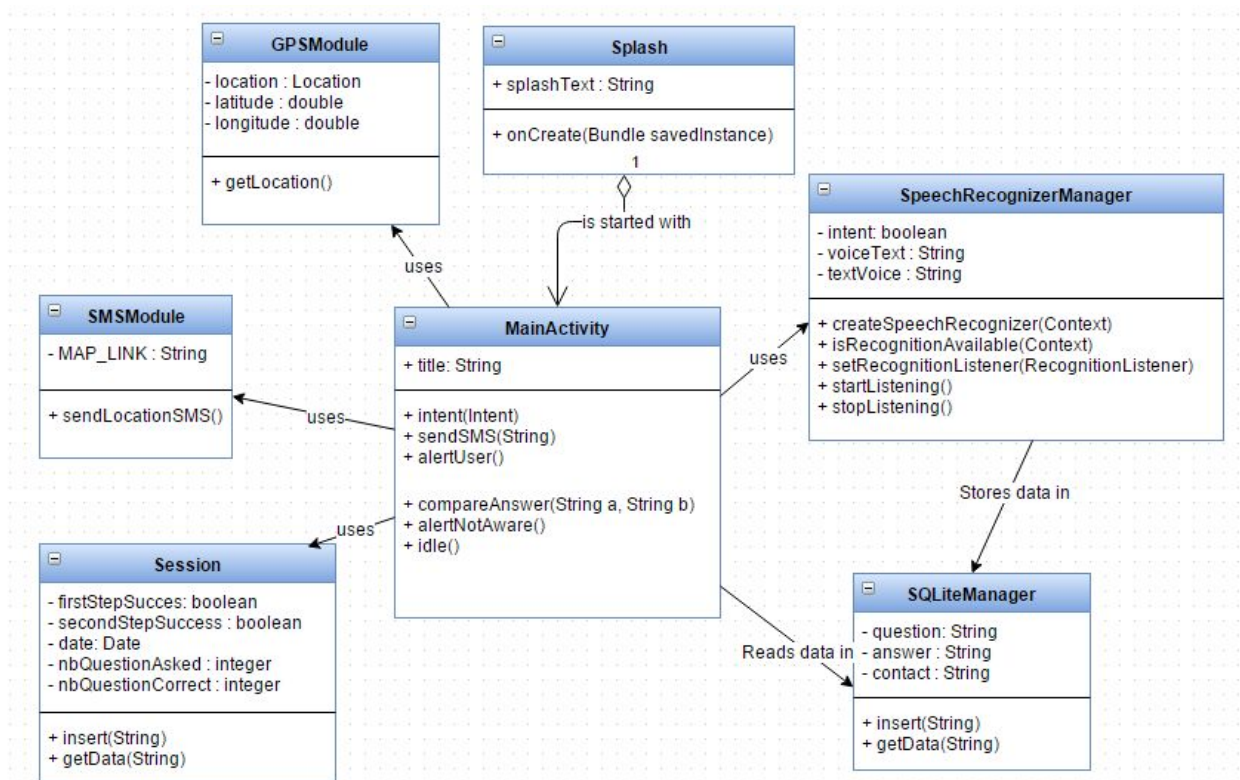 GPSModule
- location : Location
- latitude : double
- longitude : double
+ getLocation()
Splash
+ splashText : String
+ onCreate(Bundle savedInstance)
1
is started with
SpeechRecognizerManager
- intent: boolean
- voiceText : String
- textVoice : String
+ createSpeechRecognizer(Context)
+ isRecognitionAvailable(Context)
+ setRecognitionListener(RecognitionListener)
+ startListening()
+ stopListening()
uses
SMSModule
- MAP_LINK : String
+ sendLocationSMS()
uses
MainActivity
+ title: String
+ intent(Intent)
+ sendSMS(String)
+ alertUser()
+ compareAnswer(String a, String b)
+ alertNotAware()
+ idle()
uses
Stores data in
uses
Session
- firstStepSucces: boolean
- secondStepSuccess : boolean
- date: Date
- nbQuestionAsked : integer
- nbQuestionCorrect : integer
+ insert(String)
+ getData(String)
Reads data in
SQLiteManager
- question: String
- answer : String
- contact : String
+ insert(String)
+ getData(String)